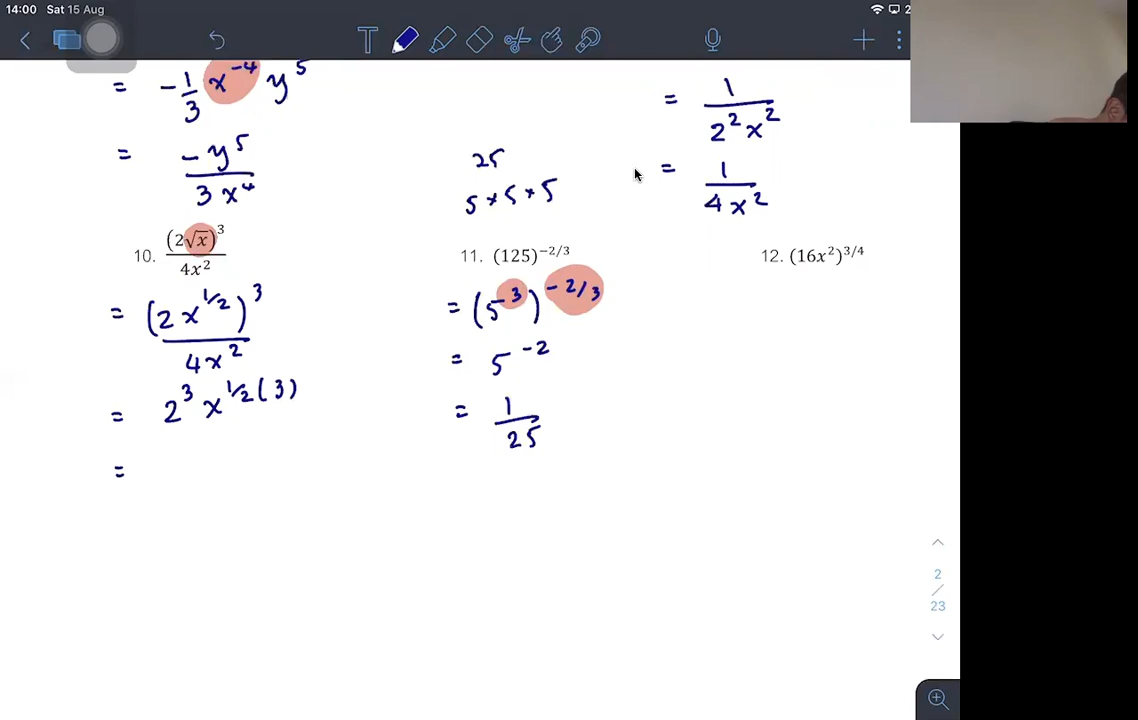 14:00 Sat 15 Aug
2
T
= -1/3 x^-4 y^5
= -y^5 / 3x^4
25
5 × 5 × 5
= 1 / 2^2 x^2
= 1 / 4x^2
10. (2√x)^3 / 4x^2
= (2x^1/2)^3 / 4x^2
= 2^3 x^1/2(3)
=
11. (125)^−2/3
= (5^3)^-2/3
= 5^-2
= 1 / 25
12. (16x^2)^3/4
2
/
23